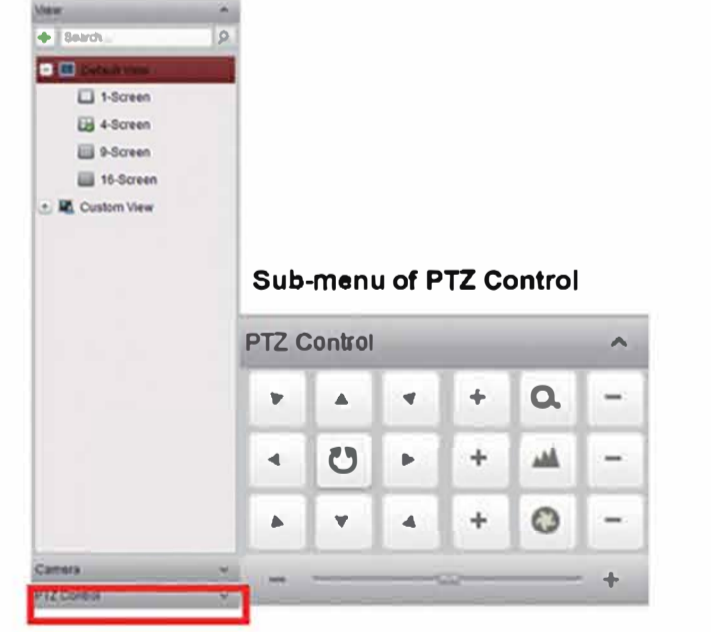 View
Search...
Default View
1-Screen
4-Screen
9-Screen
16-Screen
Custom View
Sub-menu of PTZ Control
PTZ Control
Camera
PTZ Control